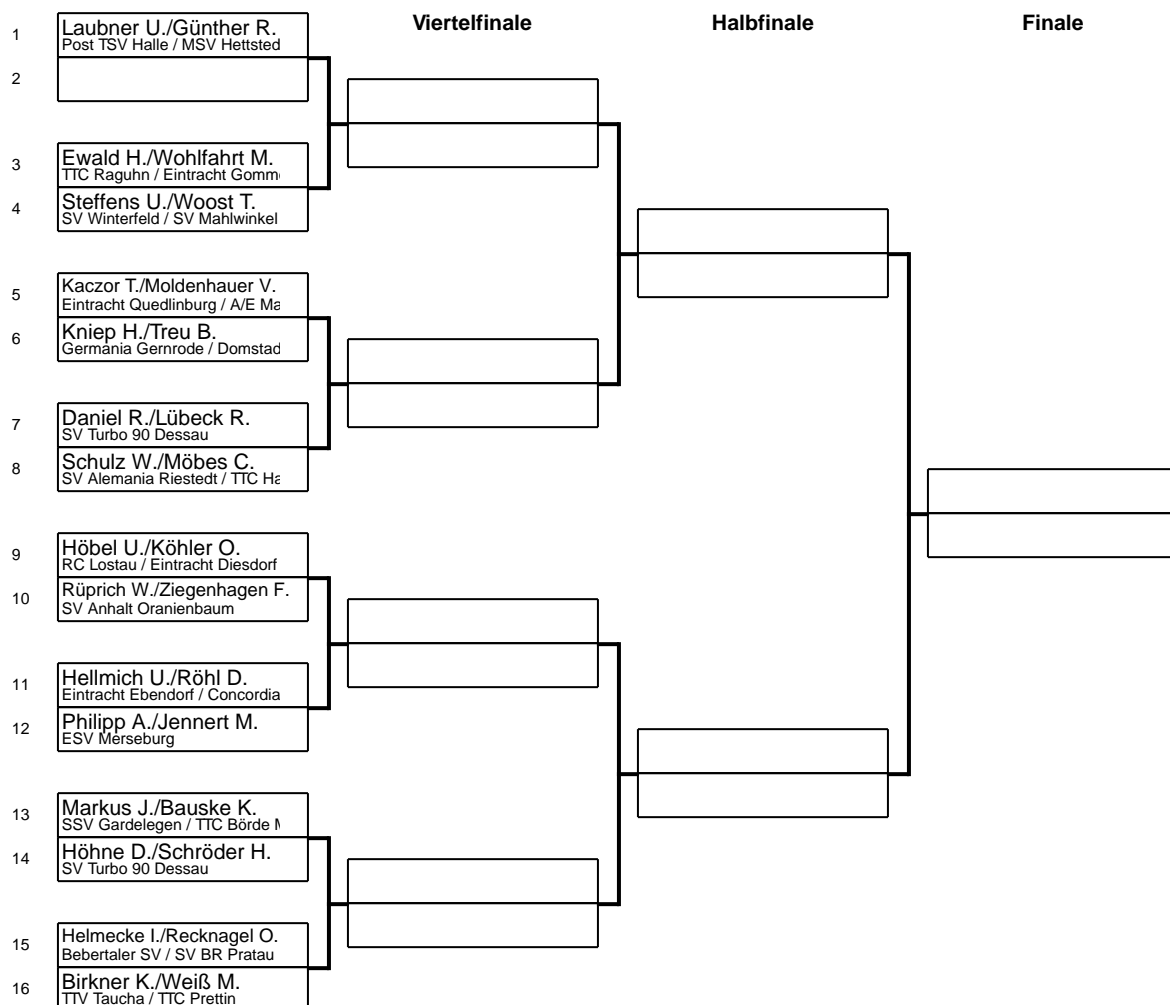 Viertelfinale Halbfinale Finale
1 Laubner U./Günther R.
Post TSV Halle / MSV Hettsted
2
3 Ewald H./Wohlfahrt M.
TTC Raguhn / Eintracht Gomm
4 Steffens U./Woost T.
SV Winterfeld / SV Mahlwinkel
5 Kaczor T./Moldenhauer V.
Eintracht Quedlinburg / A/E Ma
6 Kniep H./Treu B.
Germania Gernrode / Domstad
7 Daniel R./Lübeck R.
SV Turbo 90 Dessau
8 Schulz W./Möbes C.
SV Alemania Riestedt / TTC Ha
9 Höbel U./Köhler O.
RC Lostau / Eintracht Diesdorf
10 Rüprich W./Ziegenhagen F.
SV Anhalt Oranienbaum
11 Hellmich U./Röhl D.
Eintracht Ebendorf / Concordia
12 Philipp A./Jennert M.
ESV Merseburg
13 Markus J./Bauske K.
SSV Gardelegen / TTC Börde
14 Höhne D./Schröder H.
SV Turbo 90 Dessau
15 Helmecke I./Recknagel O.
Bebertaler SV / SV BR Pratau
16 Birkner K./Weiß M.
TTV Taucha / TTC Prettin